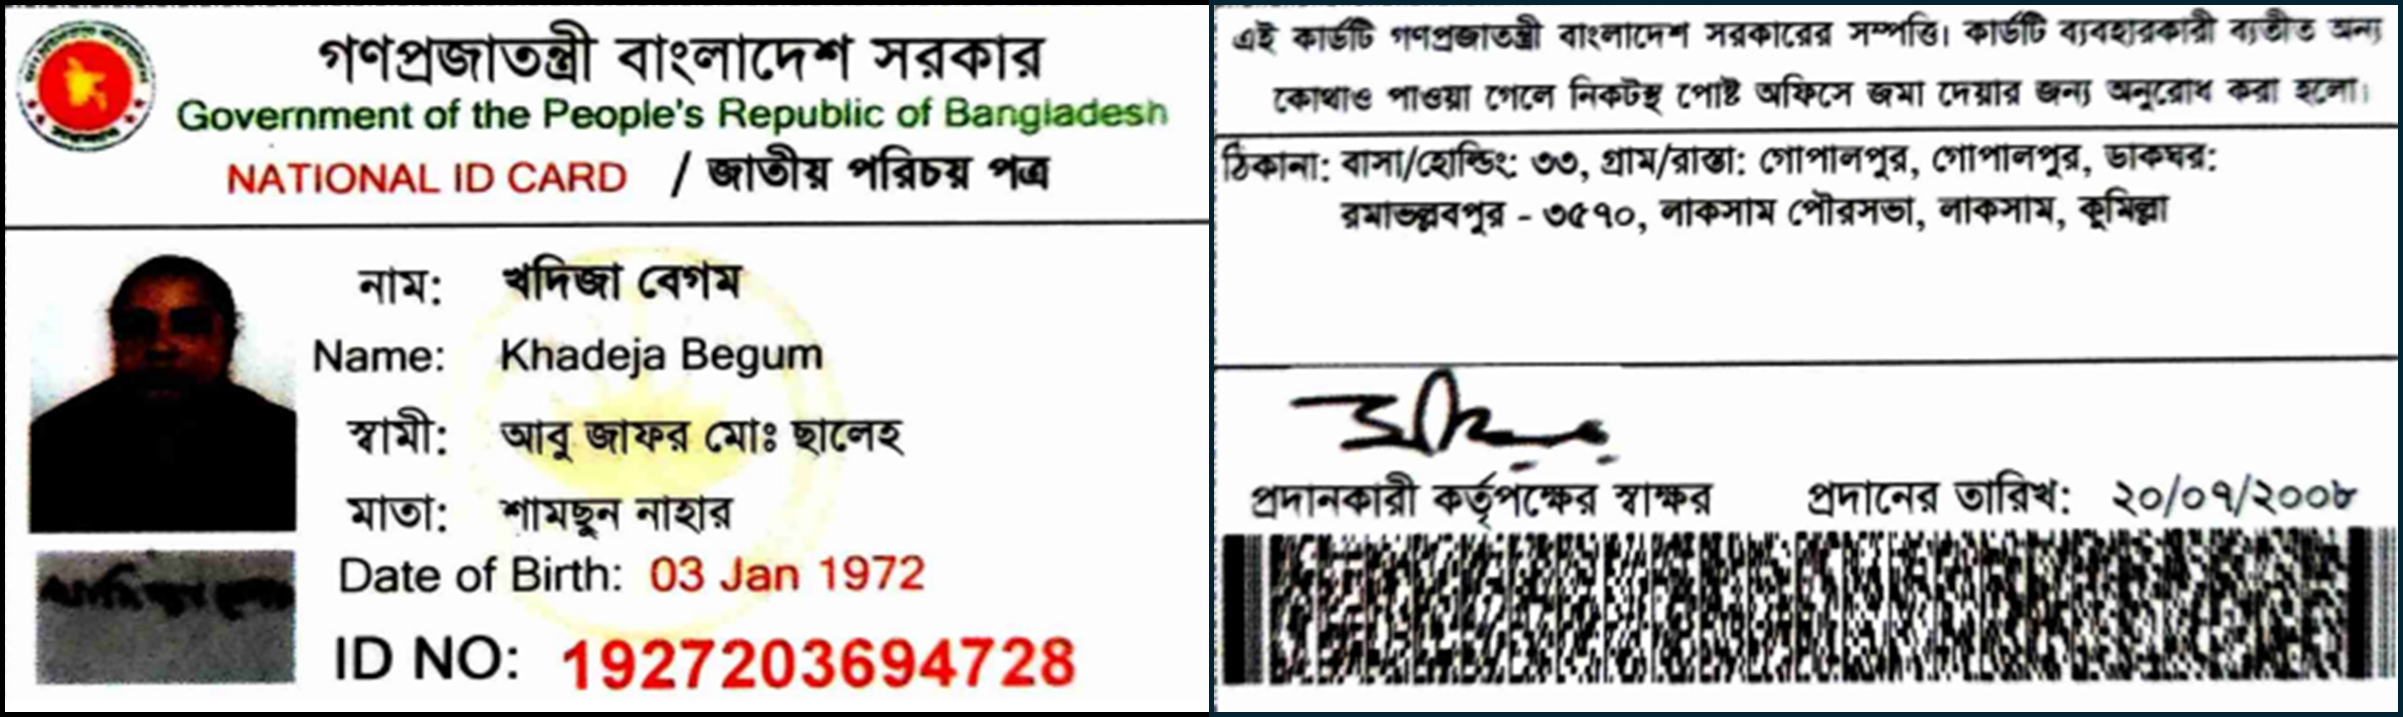 গণপ্রজাতন্ত্রী বাংলাদেশ সরকার
Government of the People's Republic of Bangladesh
NATIONAL ID CARD / জাতীয় পরিচয় পত্র
নাম: খদিজা বেগম
Name: Khadeja Begum
স্বামী: আবু জাফর মোঃ ছালেহ
মাতা: শামছুন নাহার
Date of Birth: 03 Jan 1972
ID NO: 1927203694728
এই কার্ডটি গণপ্রজাতন্ত্রী বাংলাদেশ সরকারের সম্পত্তি। কার্ডটি ব্যবহারকারী ব্যতীত অন্য
কোথাও পাওয়া গেলে নিকটস্থ পোষ্ট অফিসে জমা দেয়ার জন্য অনুরোধ করা হলো।
ঠিকানা: বাসা/হোল্ডিং: ৩৩, গ্রাম/রাস্তা: গোপালপুর, গোপালপুর, ডাকঘর:
রমাভল্লবপুর - ৩৫৭০, লাকসাম পৌরসভা, লাকসাম, কুমিল্লা
প্রদানকারী কর্তৃপক্ষের স্বাক্ষর প্রদানের তারিখ: ২০/০৭/২০০৮